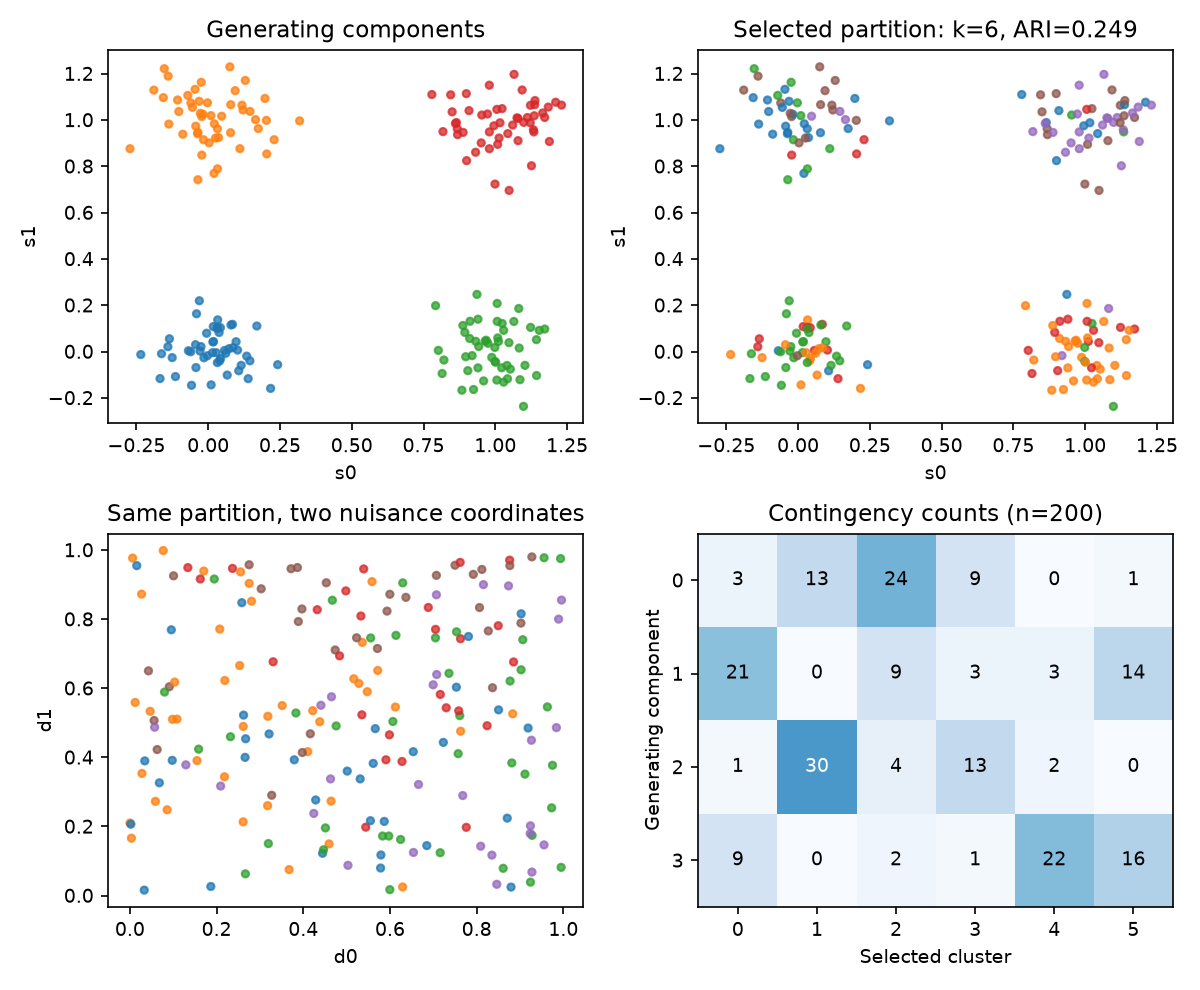 Generating components
1.2
1.0
0.8
0.6
0.4
0.2
0.0
−0.2
s1
−0.25 0.00 0.25 0.50 0.75 1.00 1.25
s0
Selected partition: k=6, ARI=0.249
1.2
1.0
0.8
0.6
0.4
0.2
0.0
−0.2
s1
−0.25 0.00 0.25 0.50 0.75 1.00 1.25
s0
Same partition, two nuisance coordinates
1.0
0.8
0.6
0.4
0.2
0.0
d1
0.0 0.2 0.4 0.6 0.8 1.0
d0
Contingency counts (n=200)
Generating component
0 3 13 24 9 0 1
1 21 0 9 3 3 14
2 1 30 4 13 2 0
3 9 0 2 1 22 16
0 1 2 3 4 5
Selected cluster